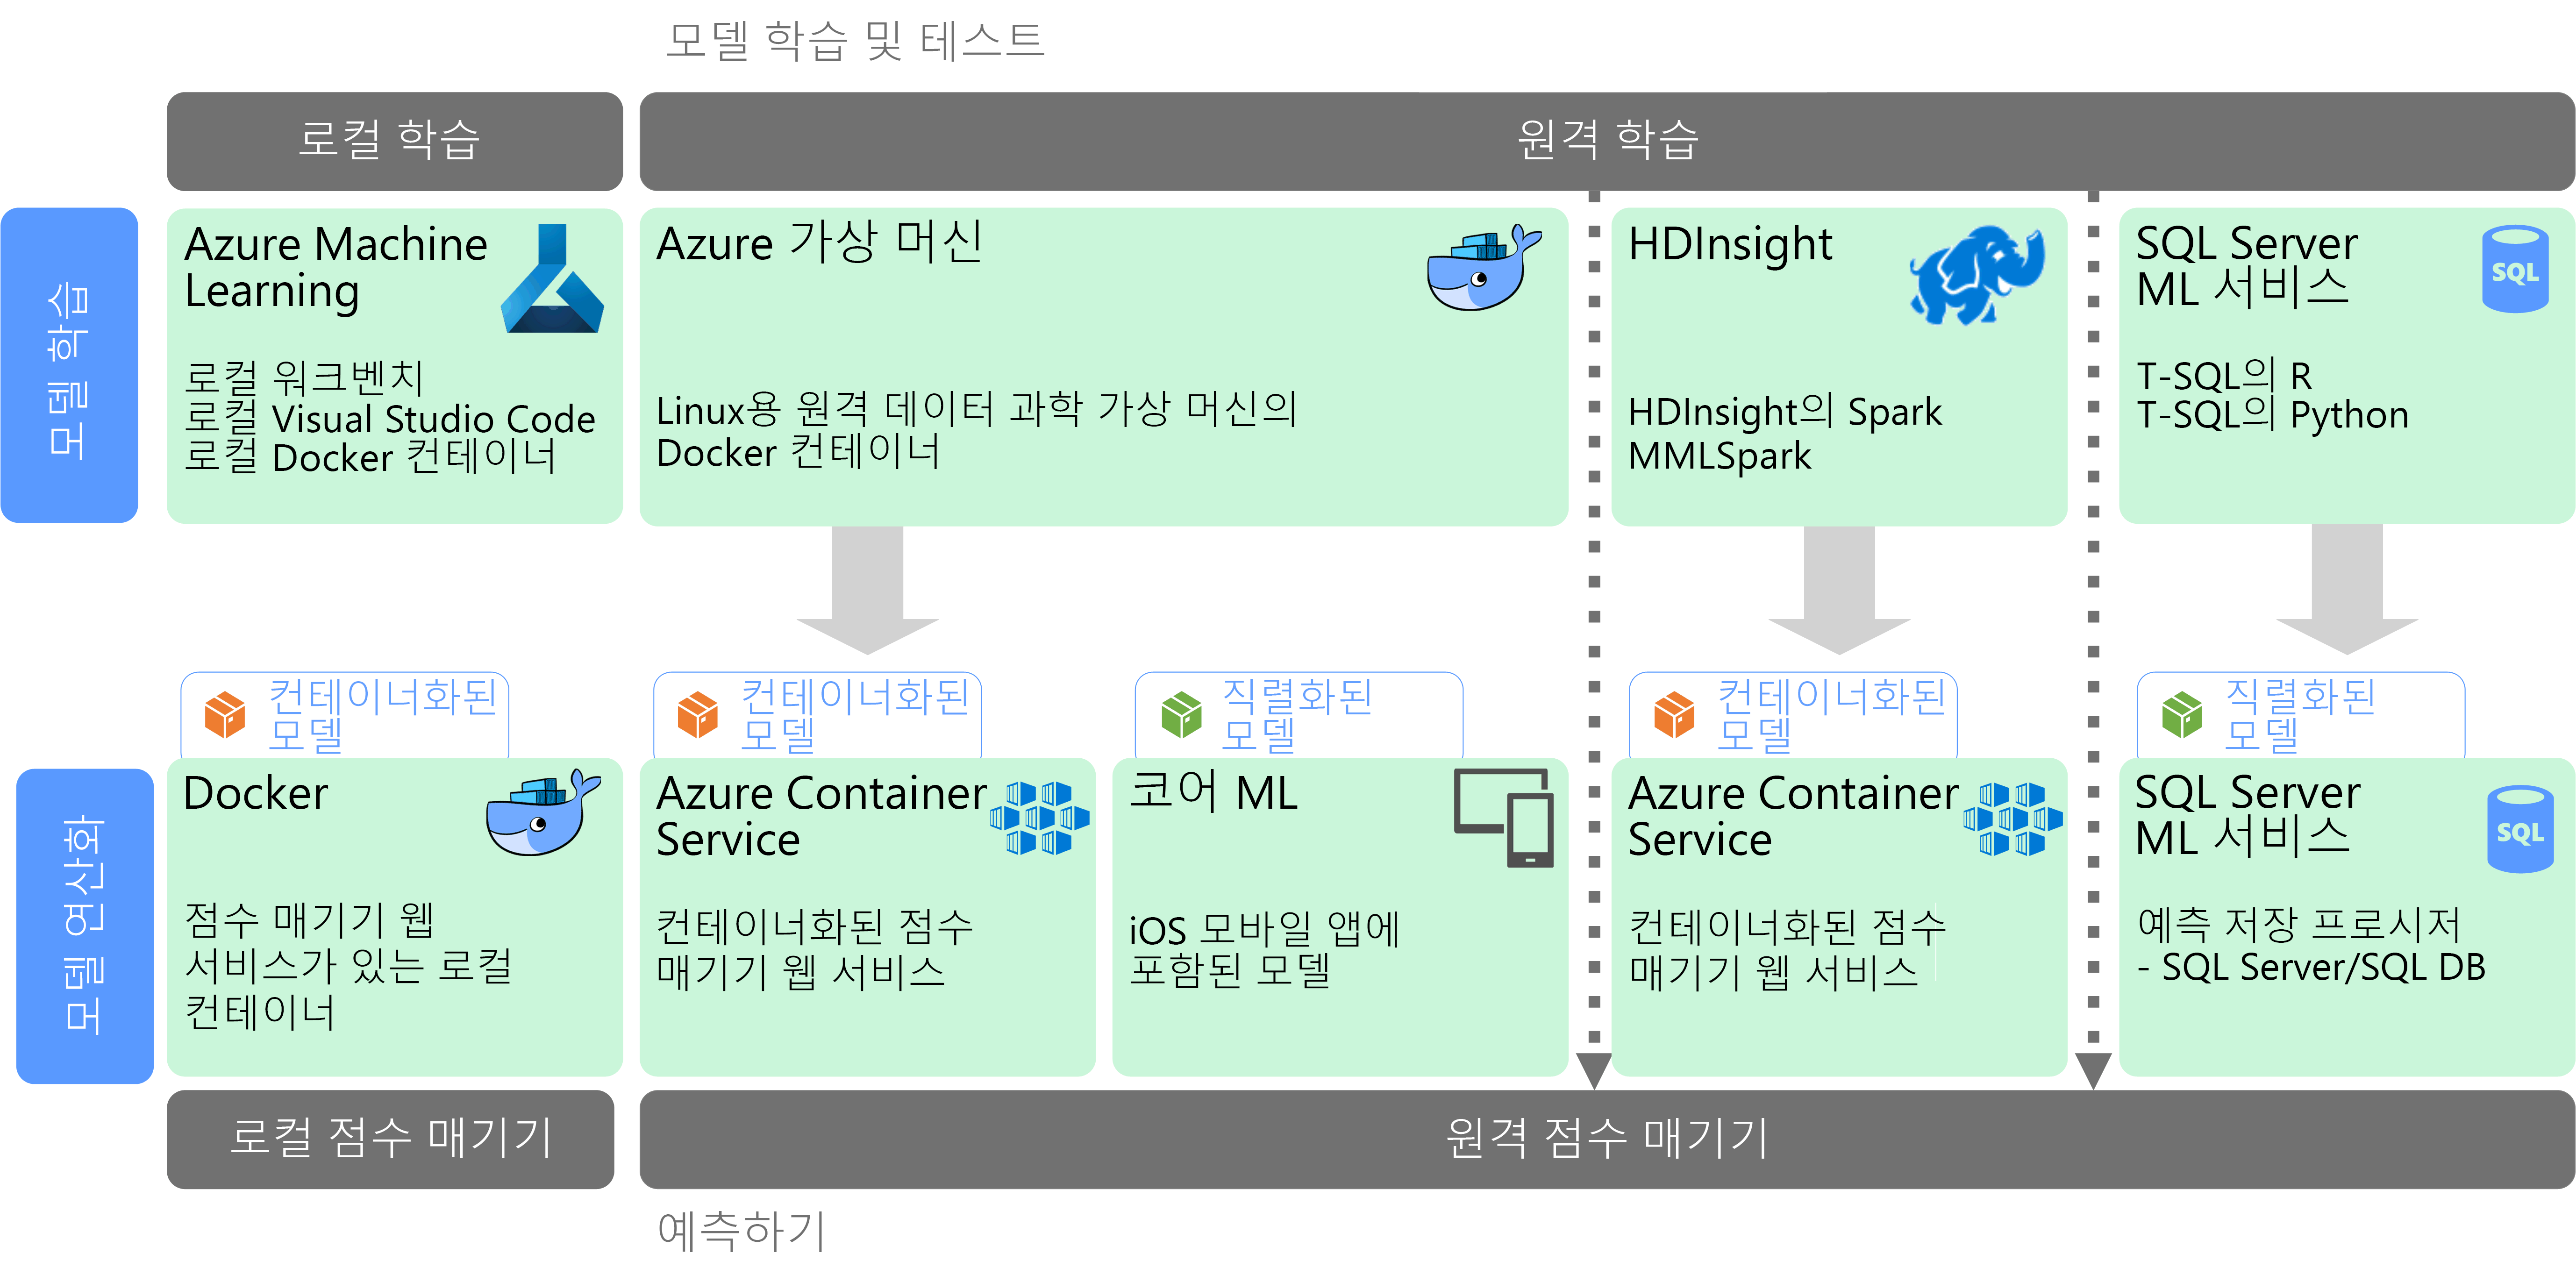 모델 학습 및 테스트
로컬 학습
원격 학습
모델 학습
Azure Machine
Learning
로컬 워크벤치
로컬 Visual Studio Code
로컬 Docker 컨테이너
Azure 가상 머신
Linux용 원격 데이터 과학 가상 머신의
Docker 컨테이너
HDInsight
HDInsight의 Spark
MMLSpark
SQL Server
ML 서비스
SQL
T-SQL의 R
T-SQL의 Python
모델 연산화
컨테이너화된
모델
Docker
점수 매기기 웹
서비스가 있는 로컬
컨테이너
컨테이너화된
모델
Azure Container
Service
컨테이너화된 점수
매기기 웹 서비스
직렬화된
모델
코어 ML
iOS 모바일 앱에
포함된 모델
컨테이너화된
모델
Azure Container
Service
컨테이너화된 점수
매기기 웹 서비스
직렬화된
모델
SQL Server
ML 서비스
SQL
예측 저장 프로시저
- SQL Server/SQL DB
로컬 점수 매기기
원격 점수 매기기
예측하기